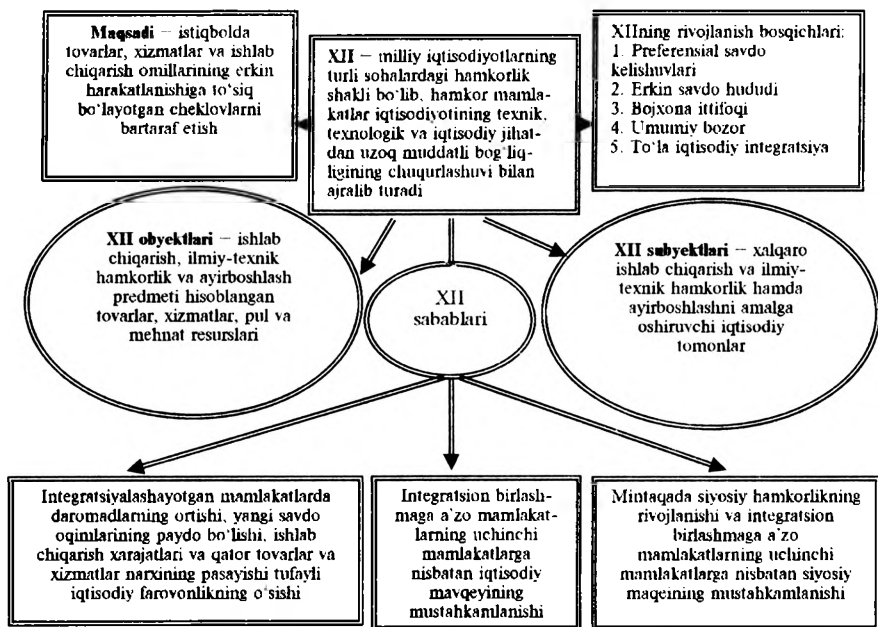 Maqsadi – istiqbolda
tovarlar, xizmatlar va ishlab
chiqarish omillarining erkin
harakatlanishiga to‘siq
bo‘layotgan cheklovlarni
bartaraf etish
XII – milliy iqtisodiyotlarning
turli sohalardagi hamkorlik
shakli bo‘lib, hamkor mamla-
katlar iqtisodiyotining texnik,
texnologik va iqtisodiy jihat-
dan uzoq muddatli bog‘liq-
ligining chuqurlashuvi bilan
ajralib turadi
XIIning rivojlanish bosqichlari:
1. Preferensial savdo
kelishuvlari
2. Erkin savdo hududi
3. Bojxona ittifoqi
4. Umumiy bozor
5. To‘la iqtisodiy integratsiya
XII obyektlari – ishlab
chiqarish, ilmiy-texnik
hamkorlik va ayirboshlash
predmeti hisoblangan
tovarlar, xizmatlar, pul va
mehnat resurslari
XII
sabablari
XII subyektlari – xalqaro
ishlab chiqarish va ilmiy-
texnik hamkorlik hamda
ayirboshlashni amalga
oshiruvchi iqtisodiy
tomonlar
Integratsiyalashayotgan mamlakatlarda
daromadlarning ortishi, yangi savdo
oqimlarining paydo bo‘lishi, ishlab
chiqarish xarajatlari va qator tovarlar va
xizmatlar narxining pasayishi tufayli
iqtisodiy farovonlikning o‘sishi
Integratsion birlash-
maga a’zo mamlakat-
larning uchinchi
mamlakatlarga
nisbatan iqtisodiy
mavqeyining
mustahkamlanishi
Mintaqada siyosiy hamkorlikning
rivojlanishi va integratsion
birlashmaga a’zo
mamlakatlarning uchinchi
mamlakatlarga nisbatan siyosiy
maqeining mustahkamlanishi